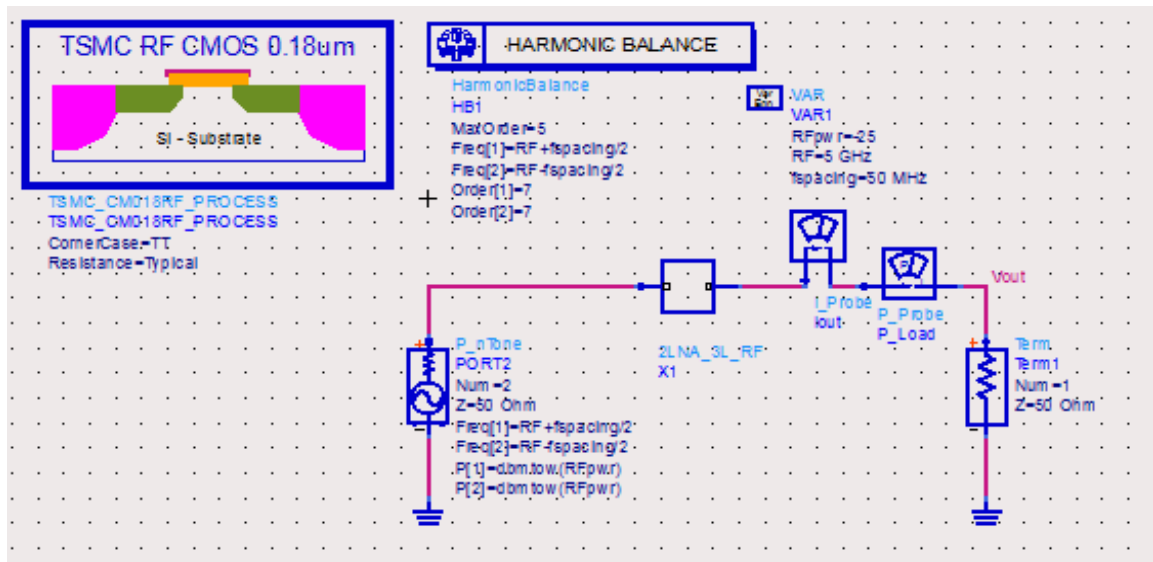 TSMC RF CMOS 0.18um
SI - Substrate
TSMC_CM018RF_PROCESS
TSMC_CM018RF_PROCESS
CornerCase=TT
Resistance=Typical
HARMONIC BALANCE
HarmonicBalance
HB1
MaxOrder=5
Freq[1]=RF+fspacing/2
Freq[2]=RF-fspacing/2
Order[1]=7
Order[2]=7
Var
Eqn
VAR
VAR1
RFpwr=-25
RF=5 GHz
fspacing=50 MHz
P_nTone
PORT2
Num=2
Z=50 Ohm
Freq[1]=RF+fspacing/2
Freq[2]=RF-fspacing/2
P[1]=dbmtow(RFpwr)
P[2]=dbmtow(RFpwr)
2LNA_3L_RF
X1
I_Probe
Iout
P_Probe
P_Load
Vout
Term
Term1
Num=1
Z=50 Ohm